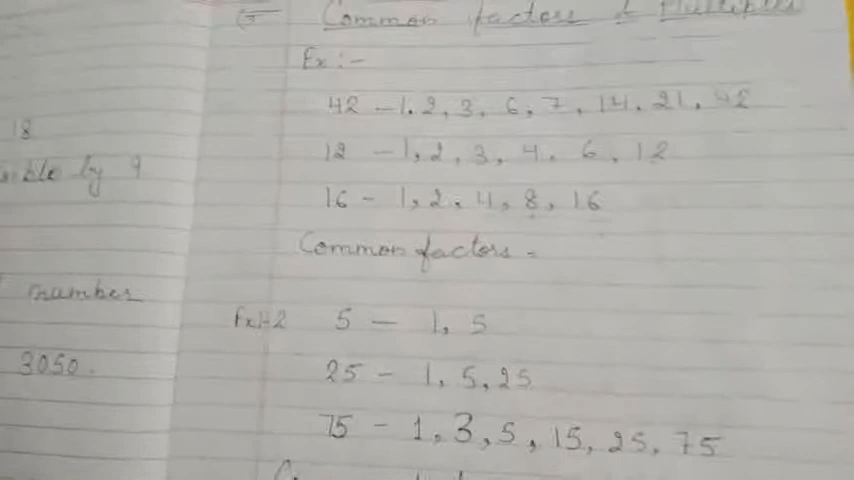 18
by 9
number
3050.
Common factors & Multiples
Ex :-
42 - 1, 2, 3, 6, 7, 14, 21, 42
12 - 1, 2, 3, 4, 6, 12
16 - 1, 2, 4, 8, 16
Common factors =
Ex:-2 5 - 1, 5
25 - 1, 5, 25
75 - 1, 3, 5, 15, 25, 75